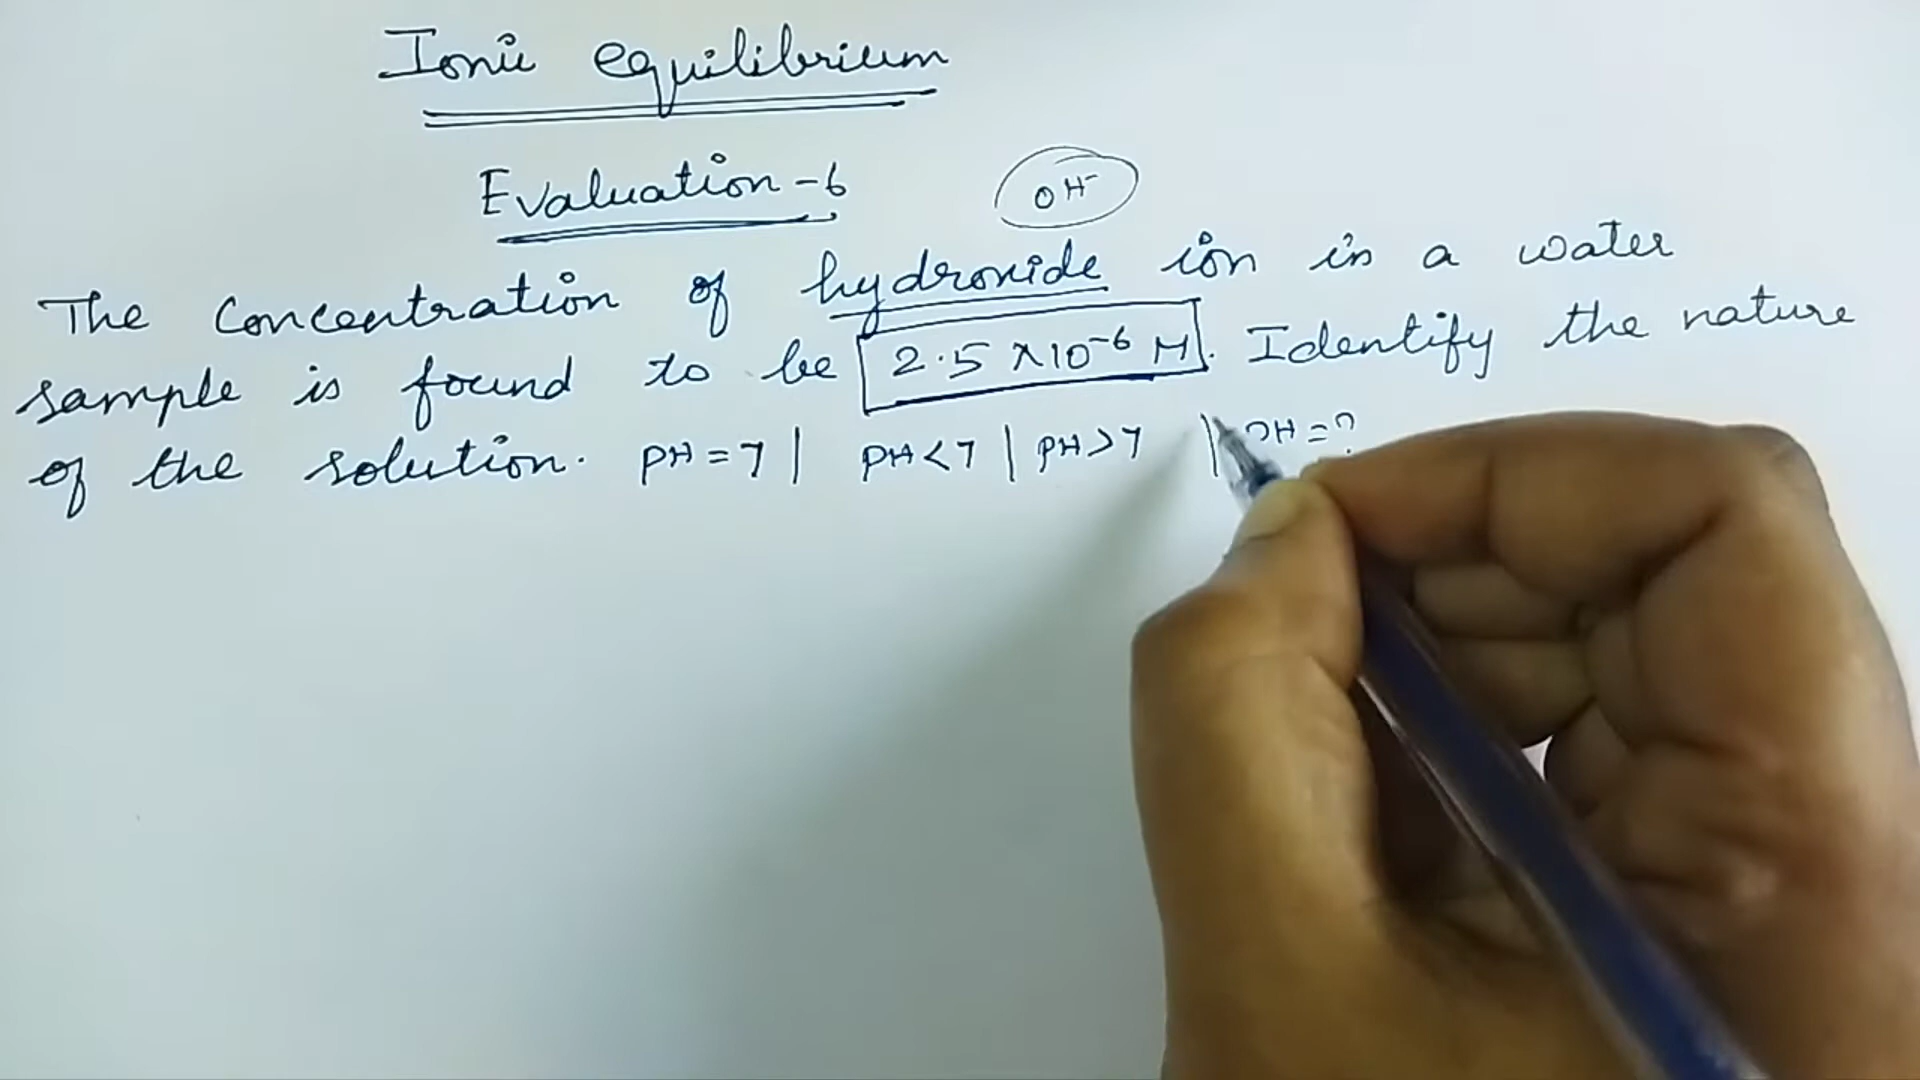 Ionic equilibrium
Evaluation-6
OH⁻
The concentration of hydroxide ion in a water
sample is found to be 2.5 × 10⁻⁶ M. Identify the nature
of the solution. PH = 7 | PH < 7 | PH > 7 | PH = ?